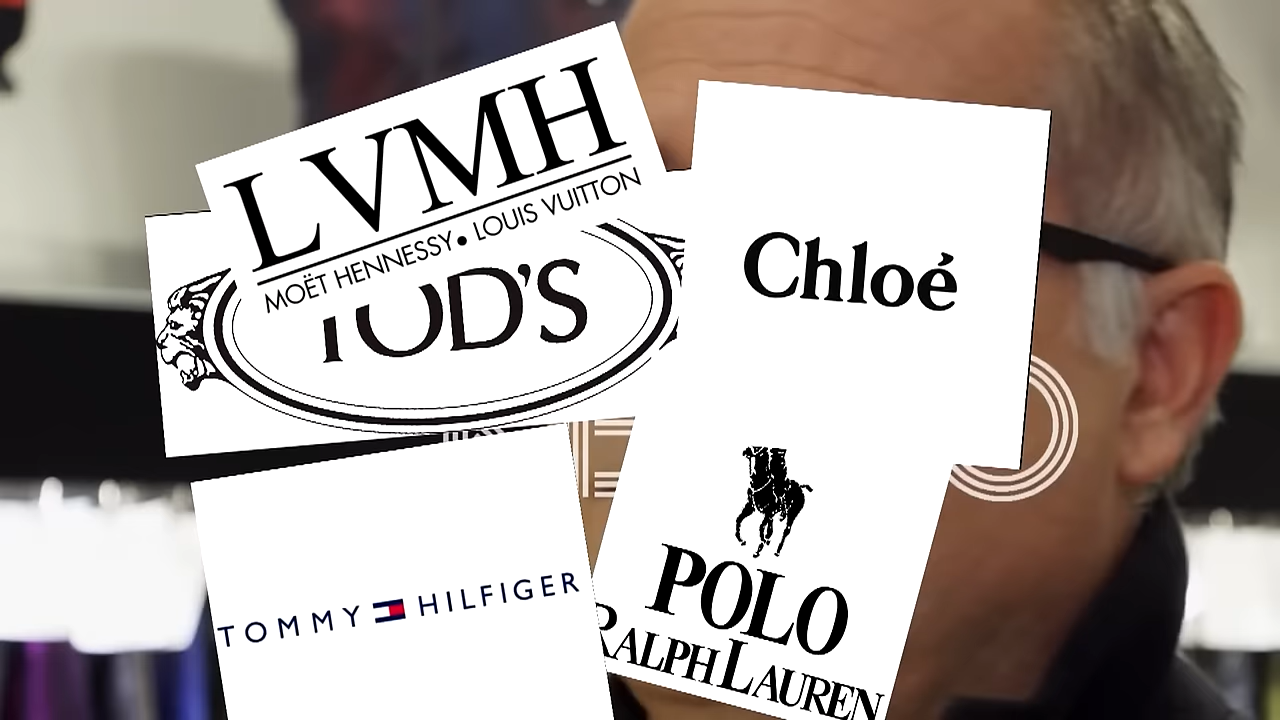 LVMH
MOËT HENNESSY • LOUIS VUITTON
TOD'S
Chloé
TOMMY HILFIGER
POLO
RALPH LAUREN